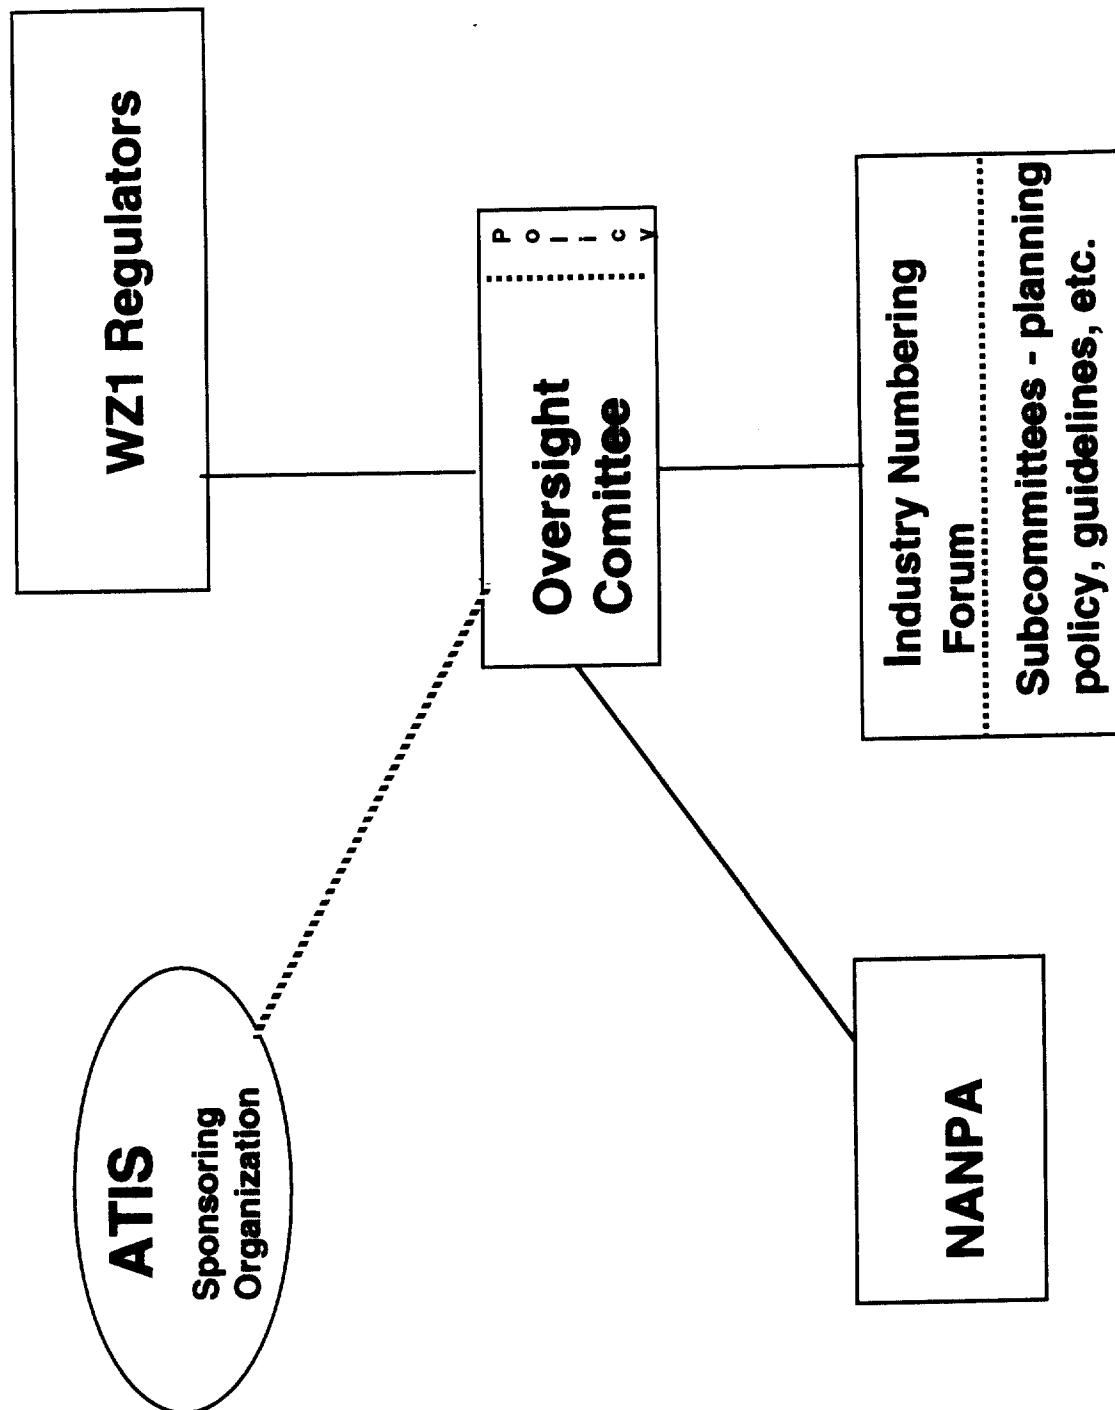 WZ1 Regulators
ATIS
Sponsoring
Organization
Oversight
Comittee
Policy
NANPA
Industry Numbering
Forum
Subcommittees - planning
policy, guidelines, etc.